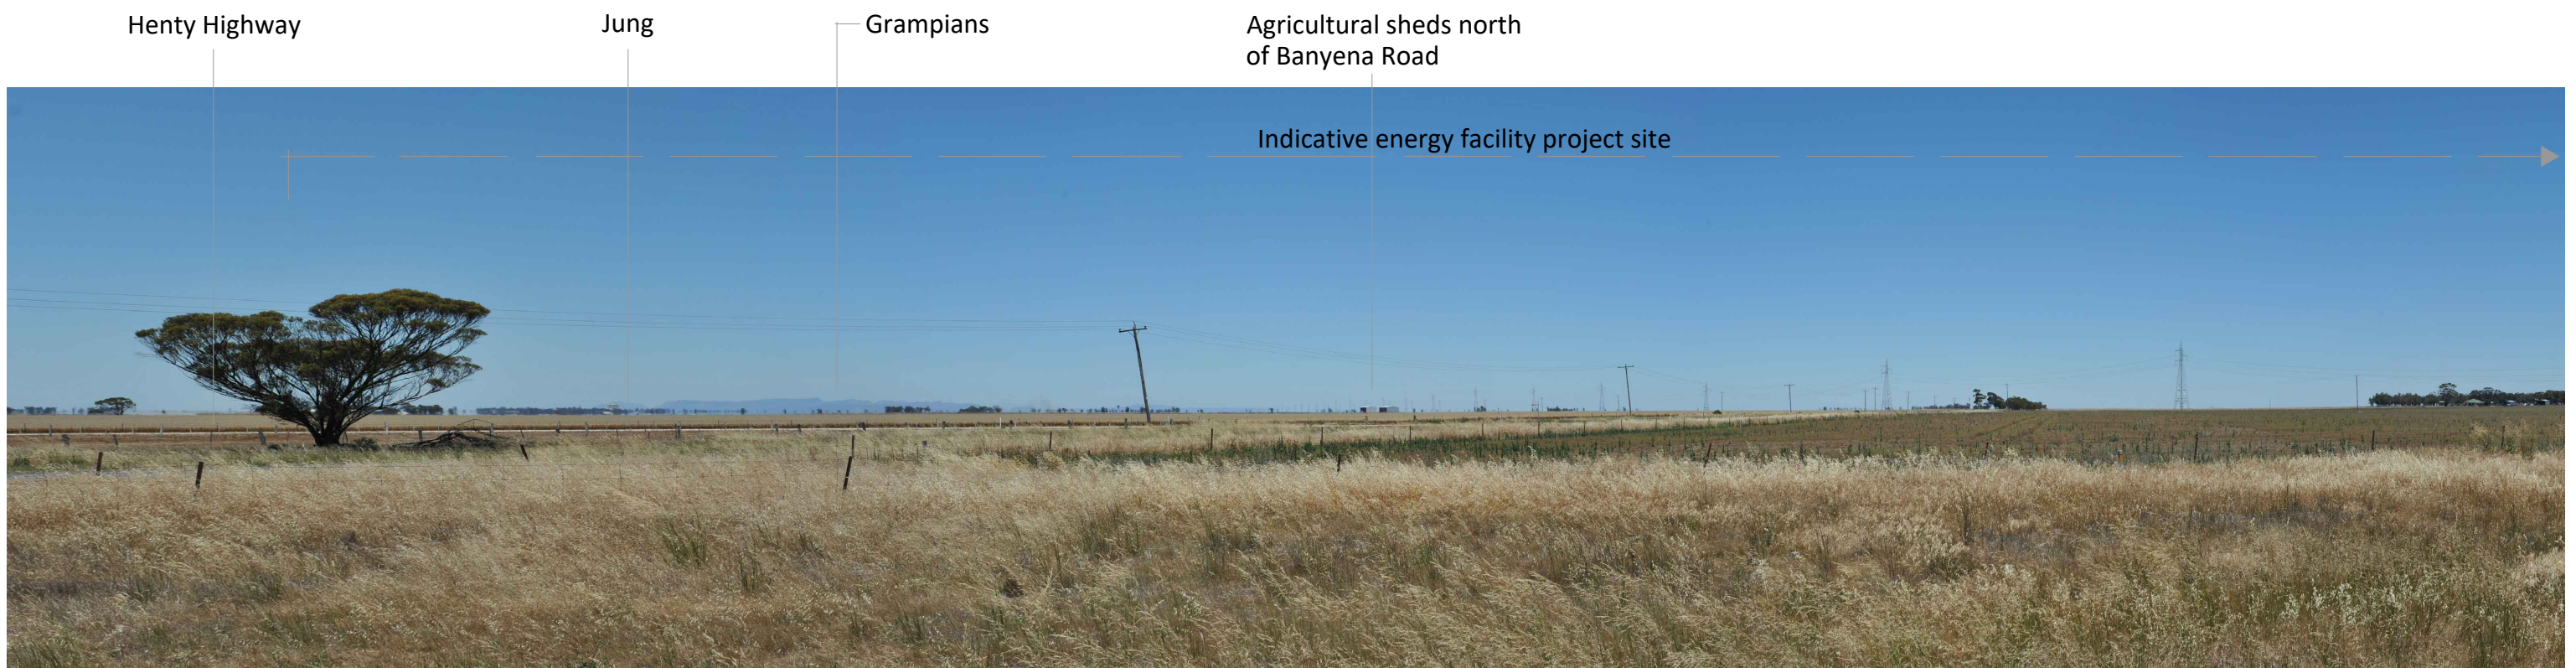 Henty Highway
Jung
Grampians
Agricultural sheds north
of Banyena Road
Indicative energy facility project site